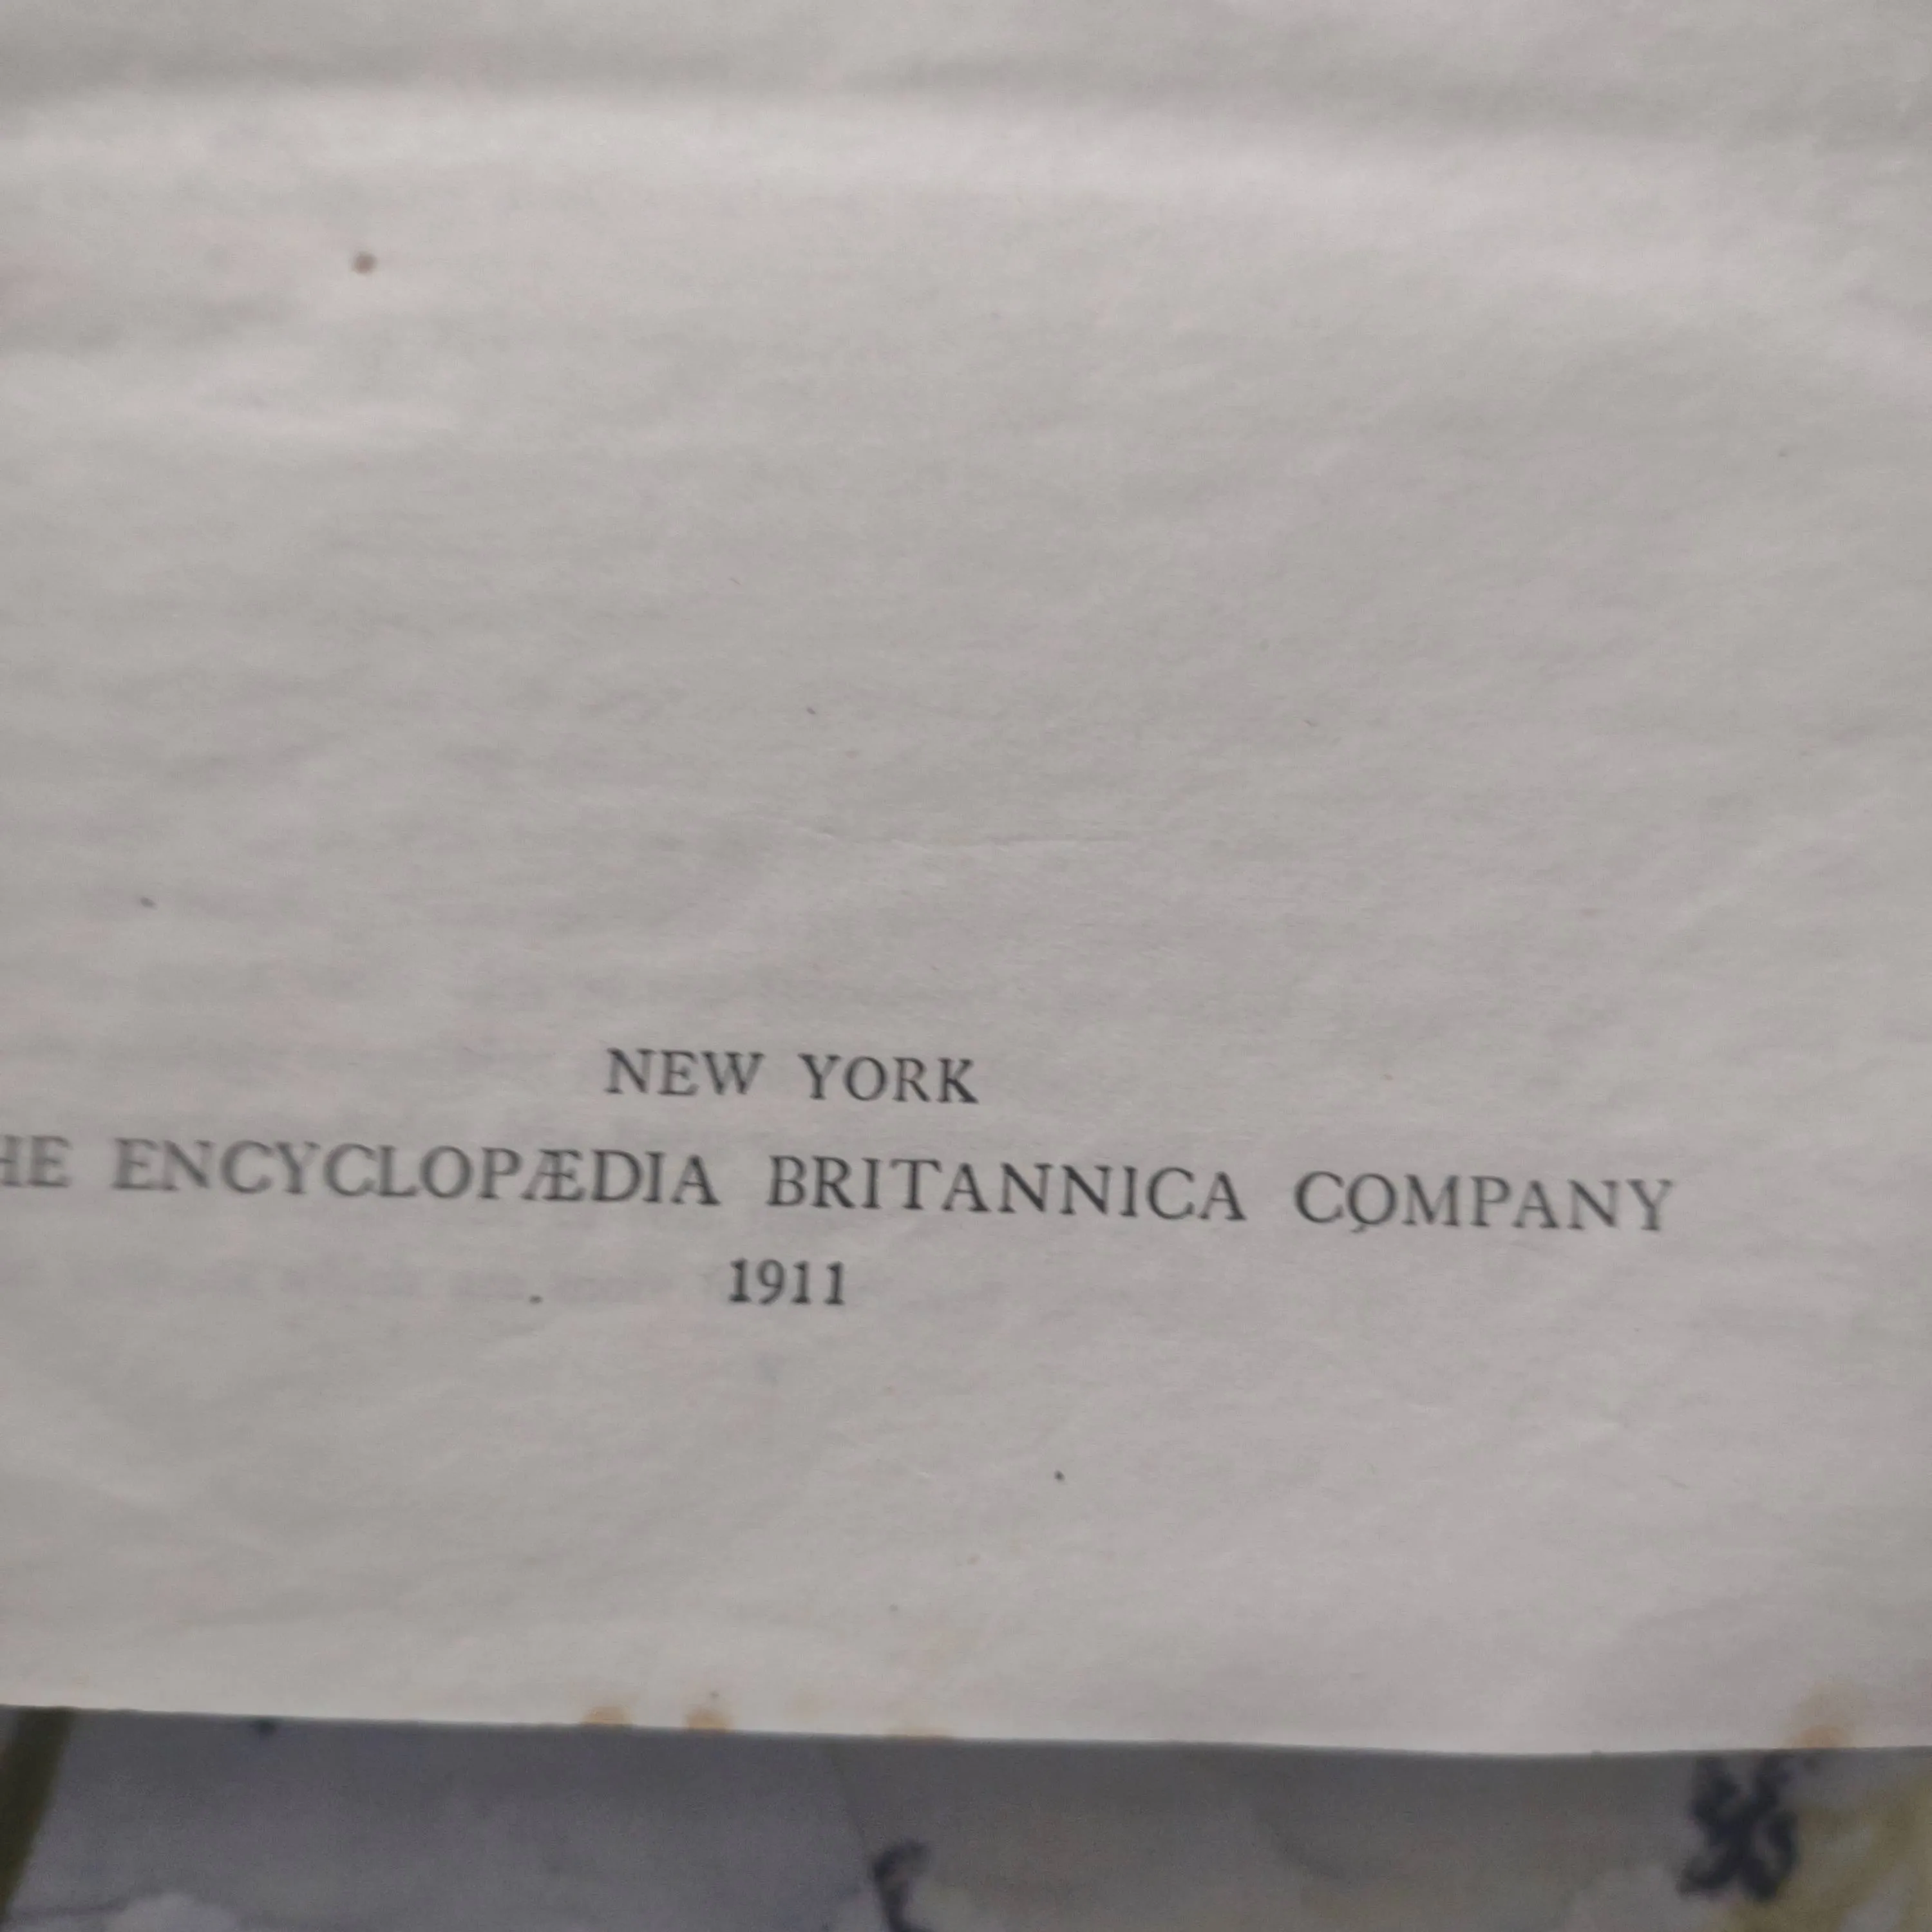 NEW YORK
HE ENCYCLOPÆDIA BRITANNICA COMPANY
1911